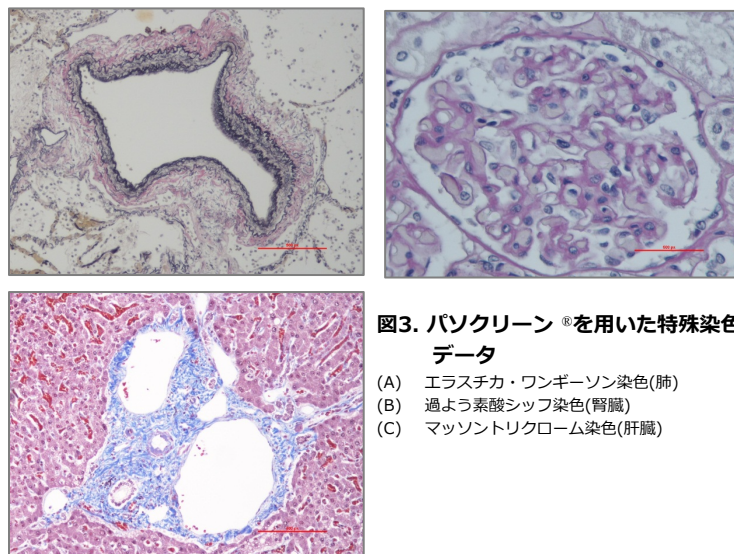 図3. パソクリーン ®を用いた特殊染色
データ
(A) エラスチカ・ワンギーソン染色(肺)
(B) 過よう素酸シッフ染色(腎臓)
(C) マッソントリクローム染色(肝臓)